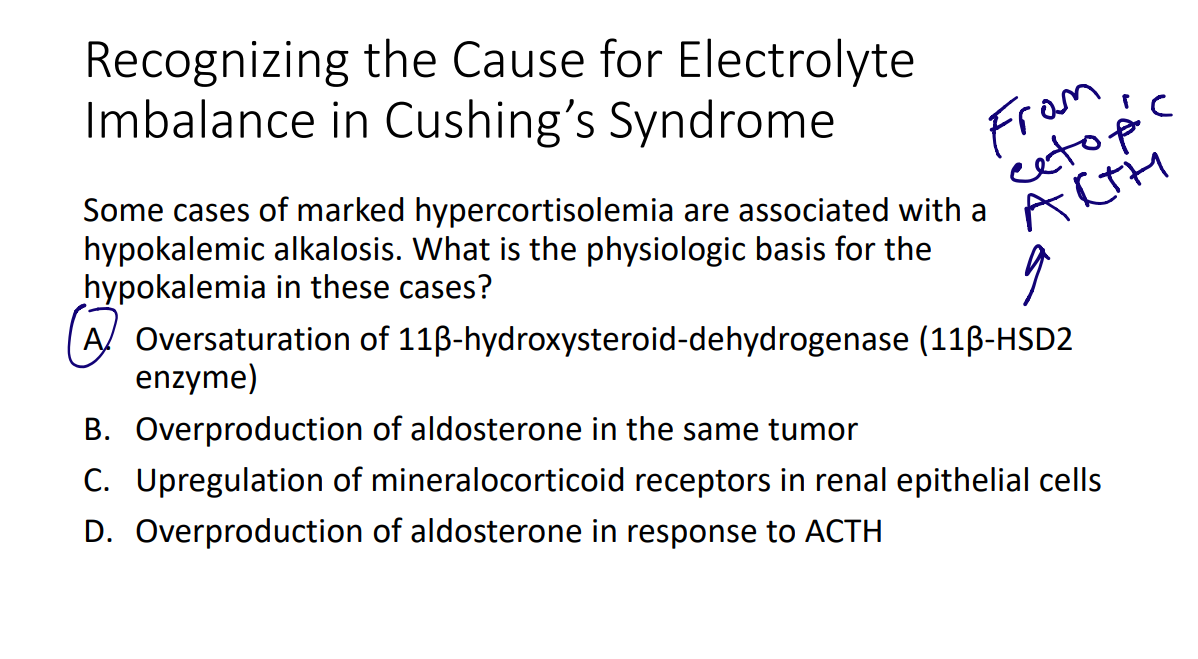 Recognizing the Cause for Electrolyte
Imbalance in Cushing’s Syndrome
From
ectopic
ACTH
Some cases of marked hypercortisolemia are associated with a
hypokalemic alkalosis. What is the physiologic basis for the
hypokalemia in these cases?
A. Oversaturation of 11β-hydroxysteroid-dehydrogenase (11β-HSD2
enzyme)
B. Overproduction of aldosterone in the same tumor
C. Upregulation of mineralocorticoid receptors in renal epithelial cells
D. Overproduction of aldosterone in response to ACTH